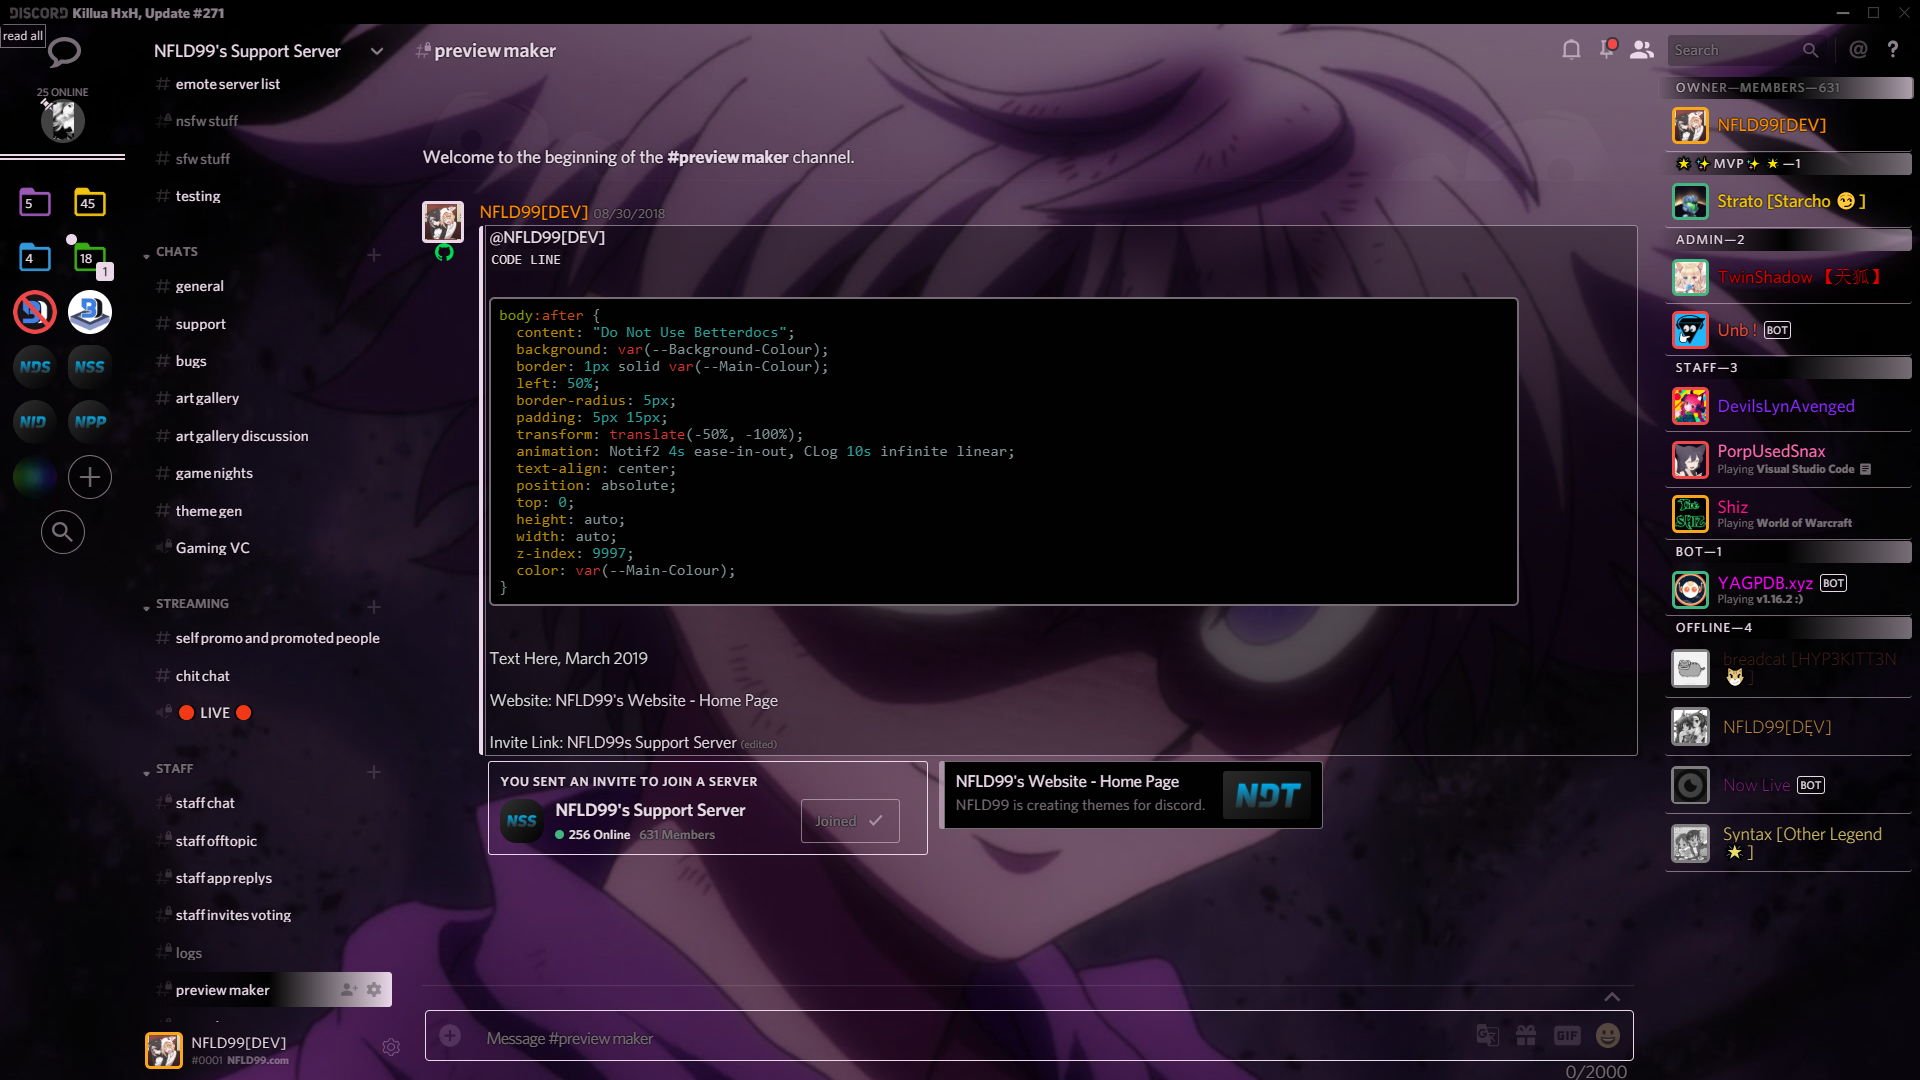 DISCORD Killua HxH, Update #271
read all
25 ONLINE
5
45
4
18
1
NDS
NSS
NID
NPP
NFLD99's Support Server
emote server list
nsfw stuff
sfw stuff
testing
CHATS
general
support
bugs
art gallery
art gallery discussion
game nights
theme gen
Gaming VC
STREAMING
self promo and promoted people
chit chat
LIVE
STAFF
staff chat
staff offtopic
staff app replys
staff invites voting
logs
preview maker
NFLD99[DEV]
#0001 NFLD99.com
preview maker
Search
Welcome to the beginning of the #preview maker channel.
NFLD99[DEV] 08/30/2018
@NFLD99[DEV]
CODE LINE
body:after {
content: "Do Not Use Betterdocs";
background: var(--Background-Colour);
border: 1px solid var(--Main-Colour);
left: 50%;
border-radius: 5px;
padding: 5px 15px;
transform: translate(-50%, -100%);
animation: Notif2 4s ease-in-out, CLog 10s infinite linear;
text-align: center;
position: absolute;
top: 0;
height: auto;
width: auto;
z-index: 9997;
color: var(--Main-Colour);
}
Text Here, March 2019
Website: NFLD99's Website - Home Page
Invite Link: NFLD99s Support Server (edited)
YOU SENT AN INVITE TO JOIN A SERVER
NSS
NFLD99's Support Server
256 Online 631 Members
Joined
NFLD99's Website - Home Page
NFLD99 is creating themes for discord.
NDT
Message #preview maker
GIF
0/2000
OWNER—MEMBERS—631
NFLD99[DEV]
MVP —1
Strato [Starcho 😏 ]
ADMIN—2
TwinShadow 【天狐】
Unb ! BOT
STAFF—3
DevilsLynAvenged
PorpUsedSnax
Playing Visual Studio Code
Shiz
Playing World of Warcraft
BOT—1
YAGPDB.xyz BOT
Playing v1.16.2 :)
OFFLINE—4
breadcat [HYP3KITT3N
]
NFLD99[DẸV]
Now Live BOT
Syntax [Other Legend
🌟 ]